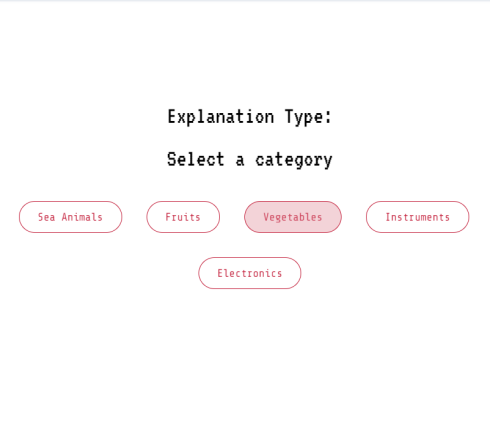 Explanation Type:
Select a category
Sea Animals
Fruits
Vegetables
Instruments
Electronics